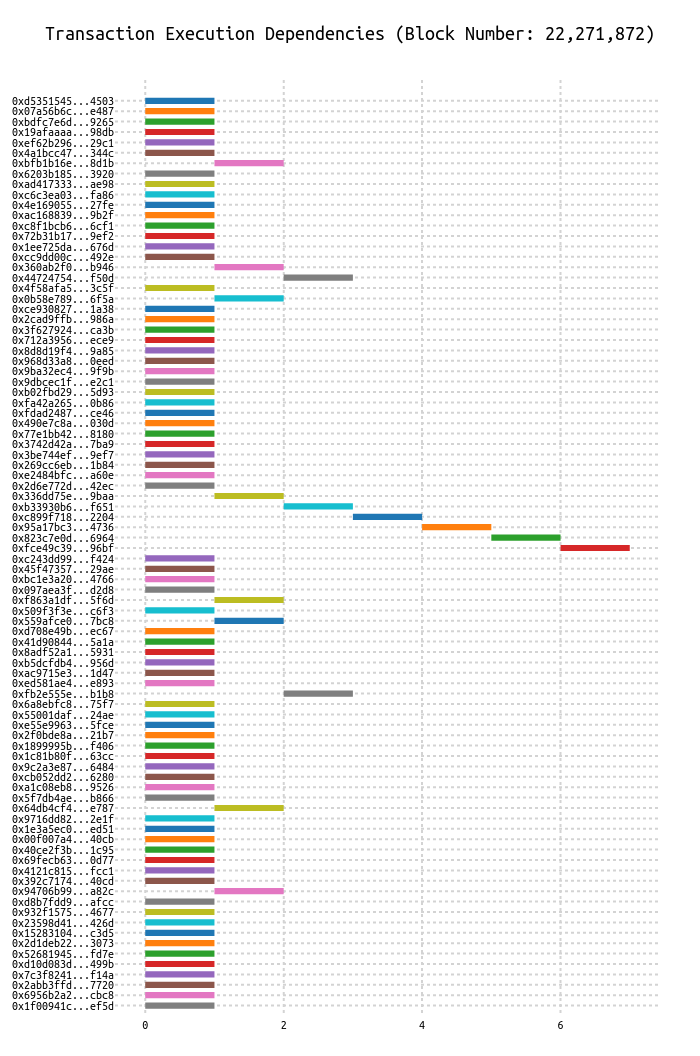 Transaction Execution Dependencies (Block Number: 22,271,872)
0xd5351545...4503
0x07a56b6c...e487
0xbdfc7e6d...9265
0x19afaaaa...98db
0xef62b296...29c1
0x4a1bcc47...344c
0xbfb1b16e...8d1b
0x6203b185...3920
0xad417333...ae98
0xc6c3ea03...fa86
0x4e169055...27fe
0xac168839...9b2f
0xc8f1bcb6...6cf1
0x72b31b17...9ef2
0x1ee725da...676d
0xcc9dd00c...492e
0x360ab2f0...b946
0x44724754...f50d
0x4f58afa5...3c5f
0x0b58e789...6f5a
0xce930827...1a38
0x2cad9ffb...986a
0x3f627924...ca3b
0x712a3956...ece9
0x8d8d19f4...9a85
0x968d33a8...0eed
0x9ba32ec4...9f9b
0x9dbcec1f...e2c1
0xb02fbd29...5d93
0xfa42a265...0b86
0xfdad2487...ce46
0x490e7c8a...030d
0x77e1bb42...8180
0x3742d42a...7ba9
0x3be744ef...9ef7
0x269cc6eb...1b84
0xe2484bfc...a60e
0x2d6e772d...42ec
0x336dd75e...9baa
0xb33930b6...f651
0xc899f718...2204
0x95a17bc3...4736
0x823c7e0d...6964
0xfce49c39...96bf
0xc243dd99...f424
0x45f47357...29ae
0xbc1e3a20...4766
0x097aea3f...d2d8
0xf863a1df...5f6d
0x509f3f3e...c6f3
0x559afce0...7bc8
0xd708e49b...ec67
0x41d90844...5a1a
0x8adf52a1...5931
0xb5dcfdb4...956d
0xac9715e3...1d47
0xed581ae4...e893
0xfb2e555e...b1b8
0x6a8ebfc8...75f7
0x55001daf...24ae
0xe55e9963...5fce
0x2f0bde8a...21b7
0x1899995b...f406
0x1c81b80f...63cc
0x9c2a3e87...6484
0xcb052dd2...6280
0xa1c08eb8...9526
0x5f7db4ae...b866
0x64db4cf4...e787
0x9716dd82...2e1f
0x1e3a5ec0...ed51
0x00f007a4...40cb
0x40ce2f3b...1c95
0x69fecb63...0d77
0x4121c815...fcc1
0x392c7174...40cd
0x94706b99...a82c
0xd8b7fdd9...afcc
0x932f1575...4677
0x23598d41...426d
0x15283104...c3d5
0x2d1deb22...3073
0x52681945...fd7e
0xd10d083d...499b
0x7c3f8241...f14a
0x2abb3ffd...7720
0x6956b2a2...cbc8
0x1f00941c...ef5d
0 2 4 6